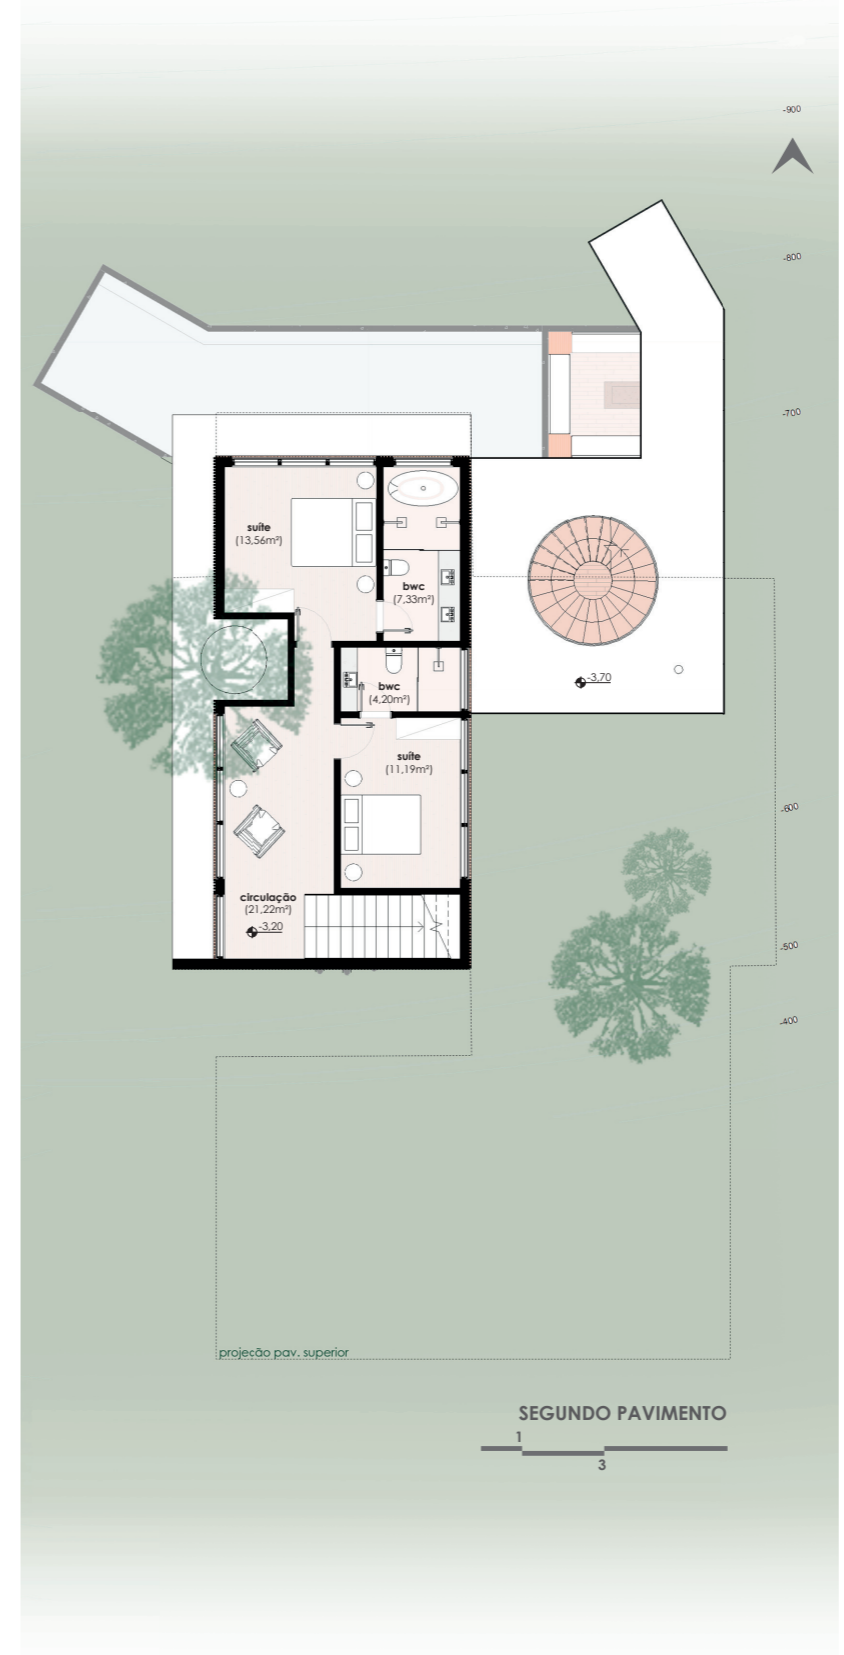 -900
-800
-700
suíte
(13,56m²)
bwc
(7,33m²)
bwc
(4,20m²)
-3,70
suíte
(11,19m²)
-600
circulação
(21,22m²)
-3,20
-500
-400
projeção pav. superior
SEGUNDO PAVIMENTO
1
3